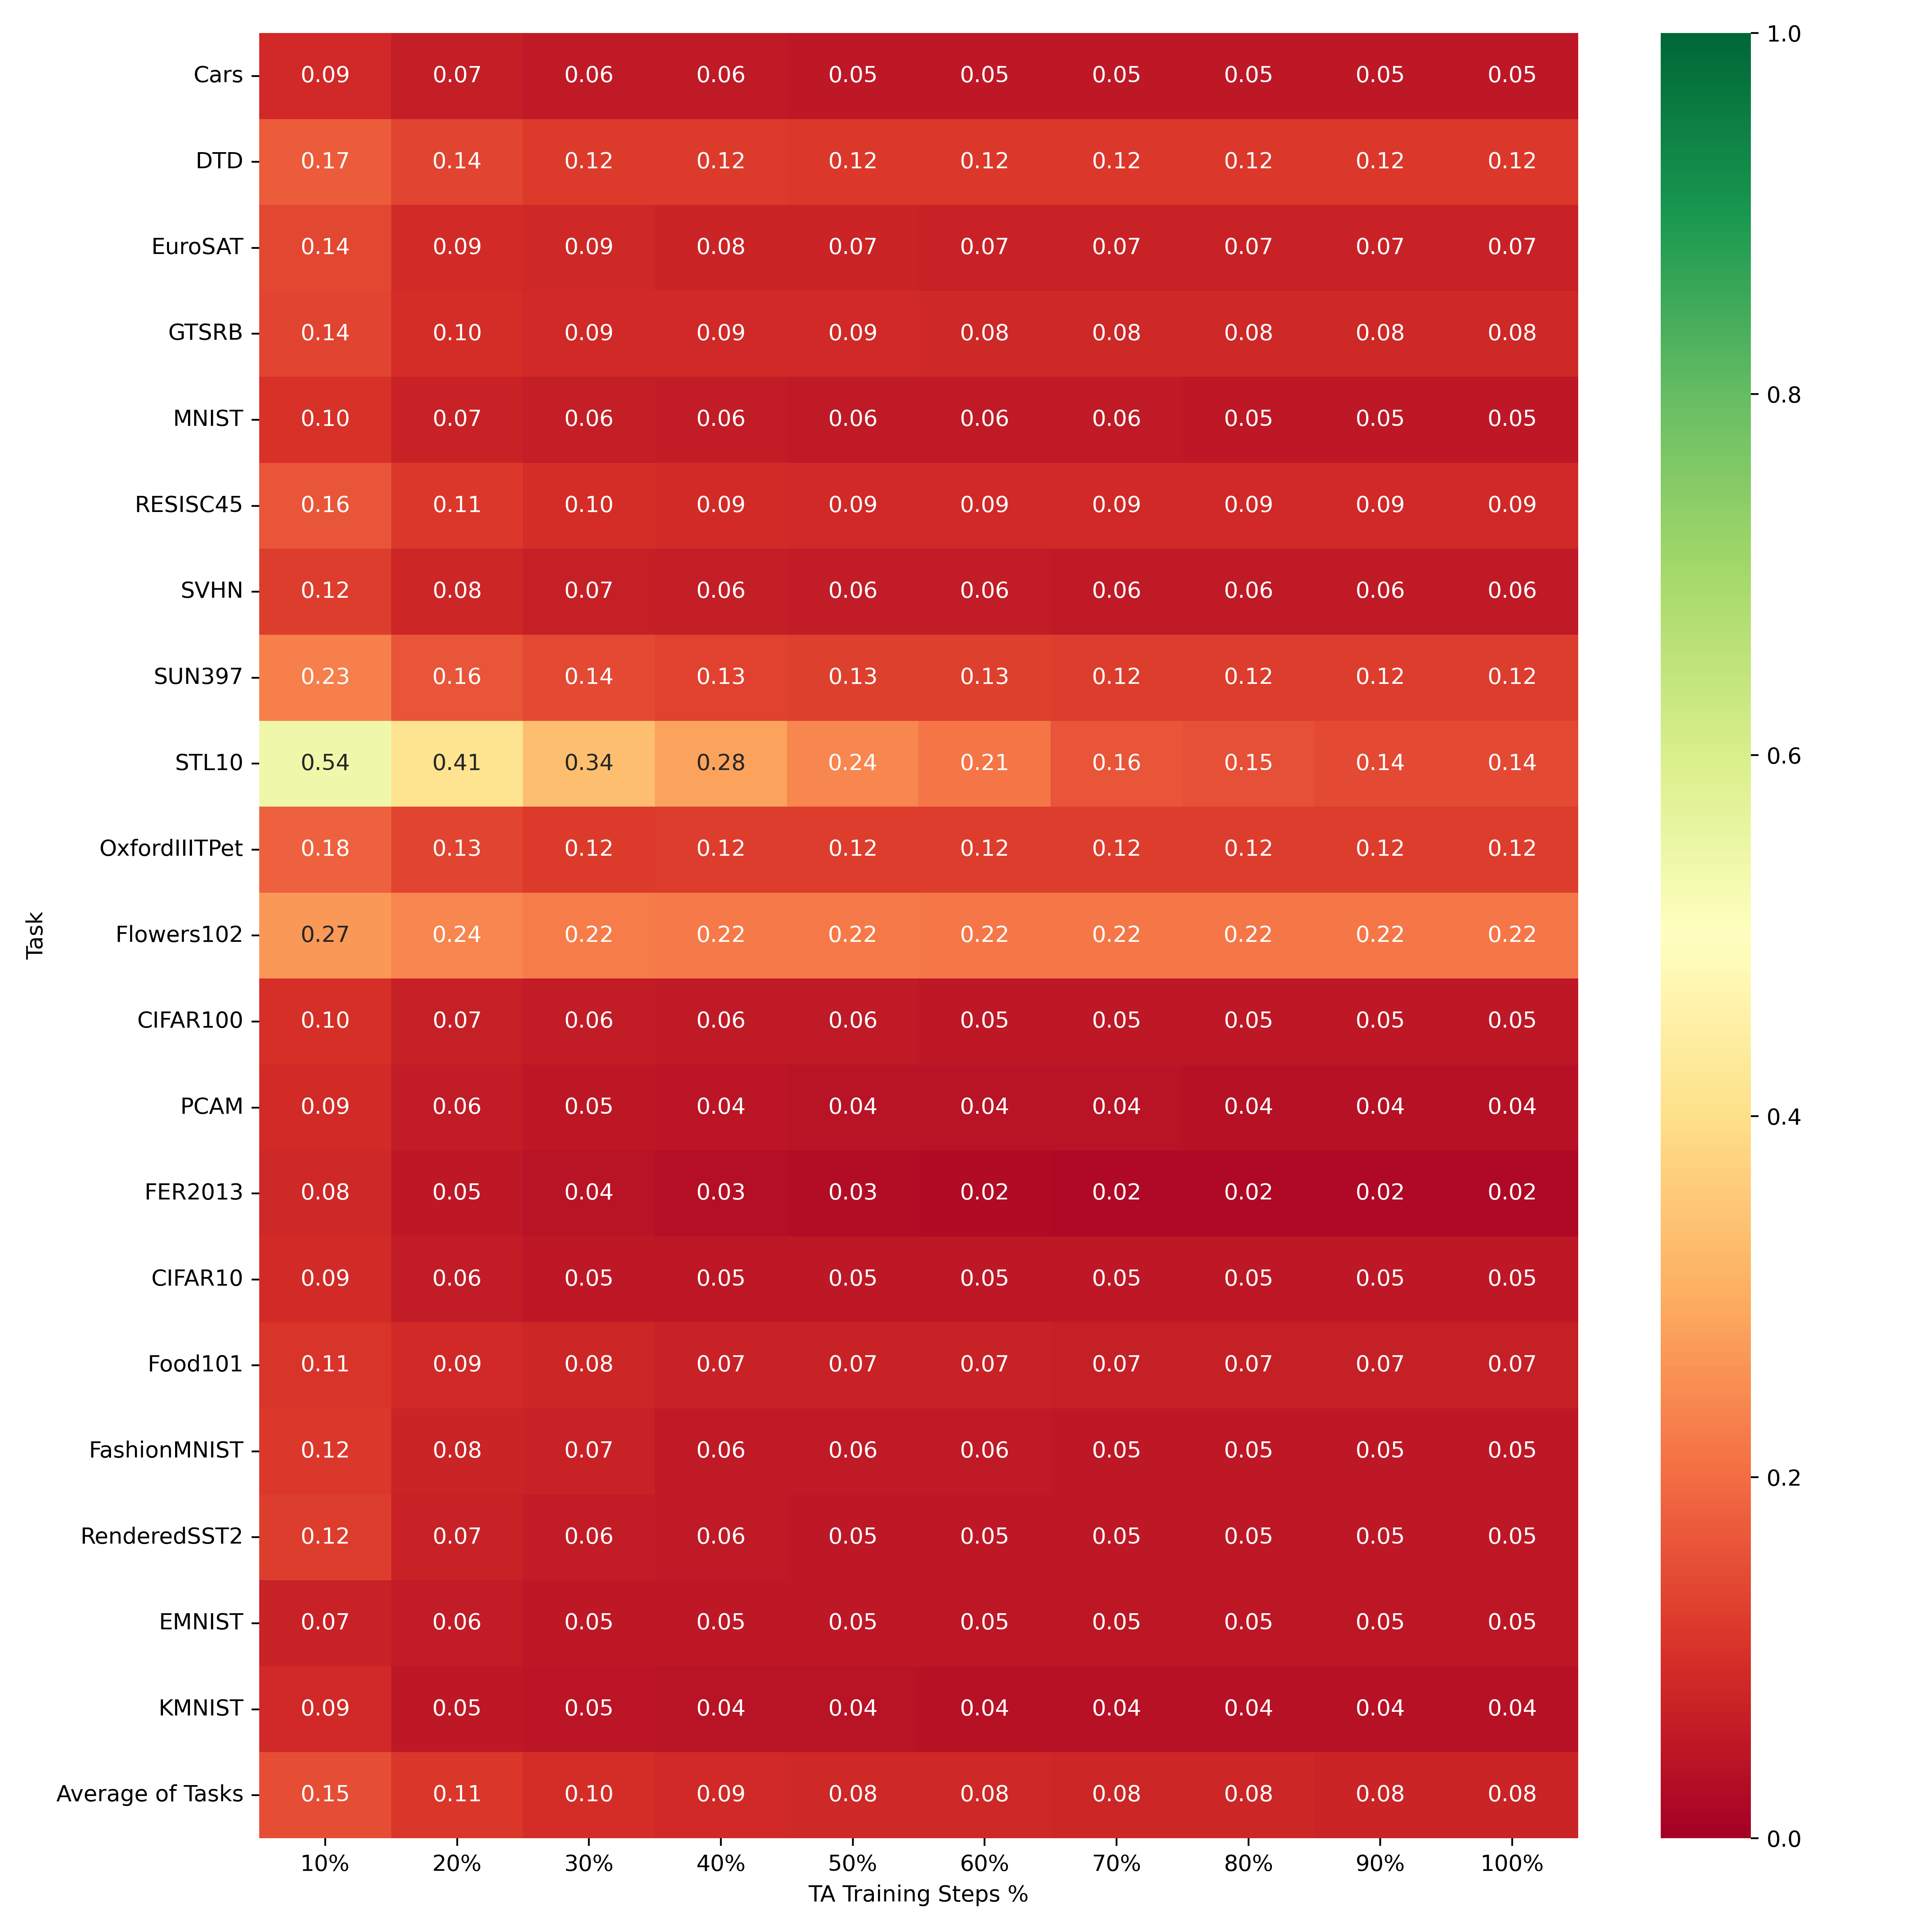 Cars 0.09 0.07 0.06 0.06 0.05 0.05 0.05 0.05 0.05 0.05
DTD 0.17 0.14 0.12 0.12 0.12 0.12 0.12 0.12 0.12 0.12
EuroSAT 0.14 0.09 0.09 0.08 0.07 0.07 0.07 0.07 0.07 0.07
GTSRB 0.14 0.10 0.09 0.09 0.09 0.08 0.08 0.08 0.08 0.08
MNIST 0.10 0.07 0.06 0.06 0.06 0.06 0.06 0.05 0.05 0.05
RESISC45 0.16 0.11 0.10 0.09 0.09 0.09 0.09 0.09 0.09 0.09
SVHN 0.12 0.08 0.07 0.06 0.06 0.06 0.06 0.06 0.06 0.06
SUN397 0.23 0.16 0.14 0.13 0.13 0.13 0.12 0.12 0.12 0.12
STL10 0.54 0.41 0.34 0.28 0.24 0.21 0.16 0.15 0.14 0.14
OxfordIIITPet 0.18 0.13 0.12 0.12 0.12 0.12 0.12 0.12 0.12 0.12
Flowers102 0.27 0.24 0.22 0.22 0.22 0.22 0.22 0.22 0.22 0.22
CIFAR100 0.10 0.07 0.06 0.06 0.06 0.05 0.05 0.05 0.05 0.05
PCAM 0.09 0.06 0.05 0.04 0.04 0.04 0.04 0.04 0.04 0.04
FER2013 0.08 0.05 0.04 0.03 0.03 0.02 0.02 0.02 0.02 0.02
CIFAR10 0.09 0.06 0.05 0.05 0.05 0.05 0.05 0.05 0.05 0.05
Food101 0.11 0.09 0.08 0.07 0.07 0.07 0.07 0.07 0.07 0.07
FashionMNIST 0.12 0.08 0.07 0.06 0.06 0.06 0.05 0.05 0.05 0.05
RenderedSST2 0.12 0.07 0.06 0.06 0.05 0.05 0.05 0.05 0.05 0.05
EMNIST 0.07 0.06 0.05 0.05 0.05 0.05 0.05 0.05 0.05 0.05
KMNIST 0.09 0.05 0.05 0.04 0.04 0.04 0.04 0.04 0.04 0.04
Average of Tasks 0.15 0.11 0.10 0.09 0.08 0.08 0.08 0.08 0.08 0.08
10% 20% 30% 40% 50% 60% 70% 80% 90% 100%
TA Training Steps %
Task
1.0
0.8
0.6
0.4
0.2
0.0